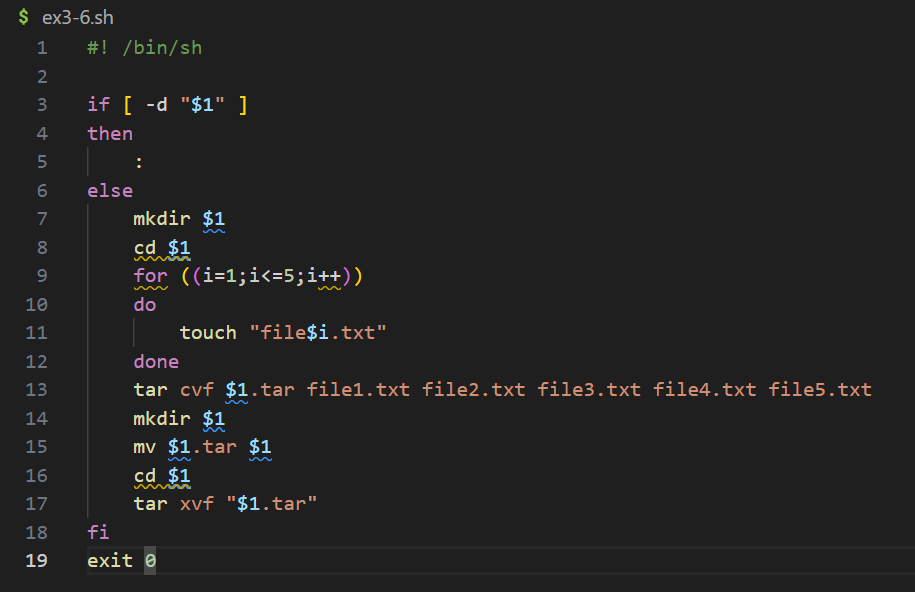 $ ex3-6.sh
1 #! /bin/sh
2
3 if [ -d "$1" ]
4 then
5     :
6 else
7     mkdir $1
8     cd $1
9     for ((i=1;i<=5;i++))
10     do
11         touch "file$i.txt"
12     done
13     tar cvf $1.tar file1.txt file2.txt file3.txt file4.txt file5.txt
14     mkdir $1
15     mv $1.tar $1
16     cd $1
17     tar xvf "$1.tar"
18 fi
19 exit 0